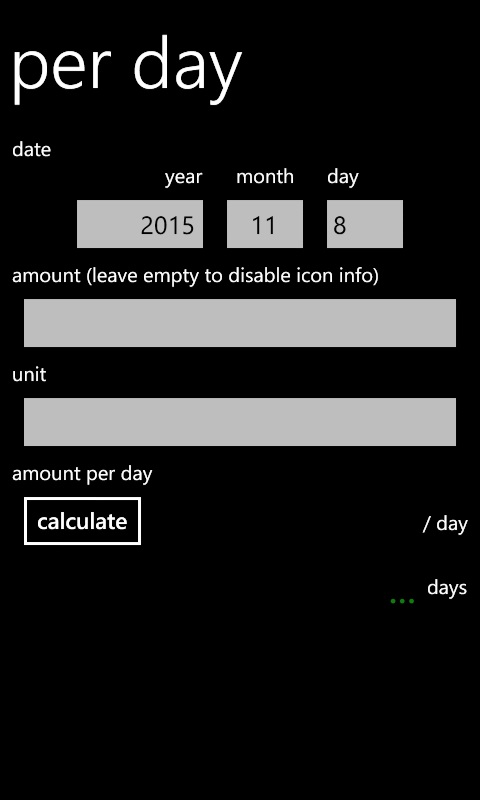 per day
date
year month day
2015 11 8
amount (leave empty to disable icon info)
unit
amount per day
calculate / day
... days